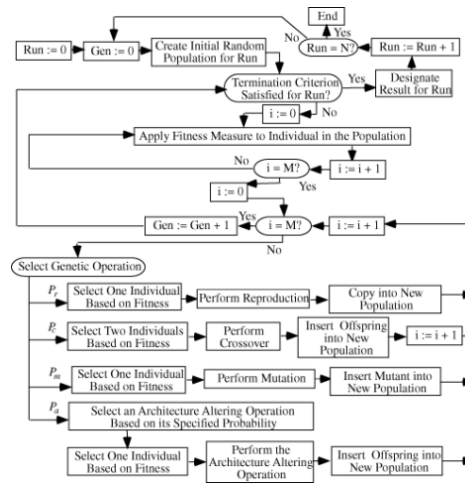 End
Yes
No
Run := 0
Gen := 0
Create Initial Random
Population for Run
Run = N?
Run := Run + 1
Termination Criterion
Satisfied for Run?
Yes
Designate
Result for Run
i := 0
No
Apply Fitness Measure to Individual in the Population
No
i = M?
i := i + 1
i := 0
Yes
Gen := Gen + 1
Yes
i = M?
i := i + 1
No
Select Genetic Operation
Pr
Select One Individual
Based on Fitness
Perform Reproduction
Copy into New
Population
Pc
Select Two Individuals
Based on Fitness
Perform
Crossover
Insert Offspring
into New
Population
i := i + 1
Pm
Select One Individual
Based on Fitness
Perform Mutation
Insert Mutant into
New Population
Pa
Select an Architecture Altering Operation
Based on its Specified Probability
Select One Individual
Based on Fitness
Perform the
Architecture Altering
Operation
Insert Offspring into
New Population